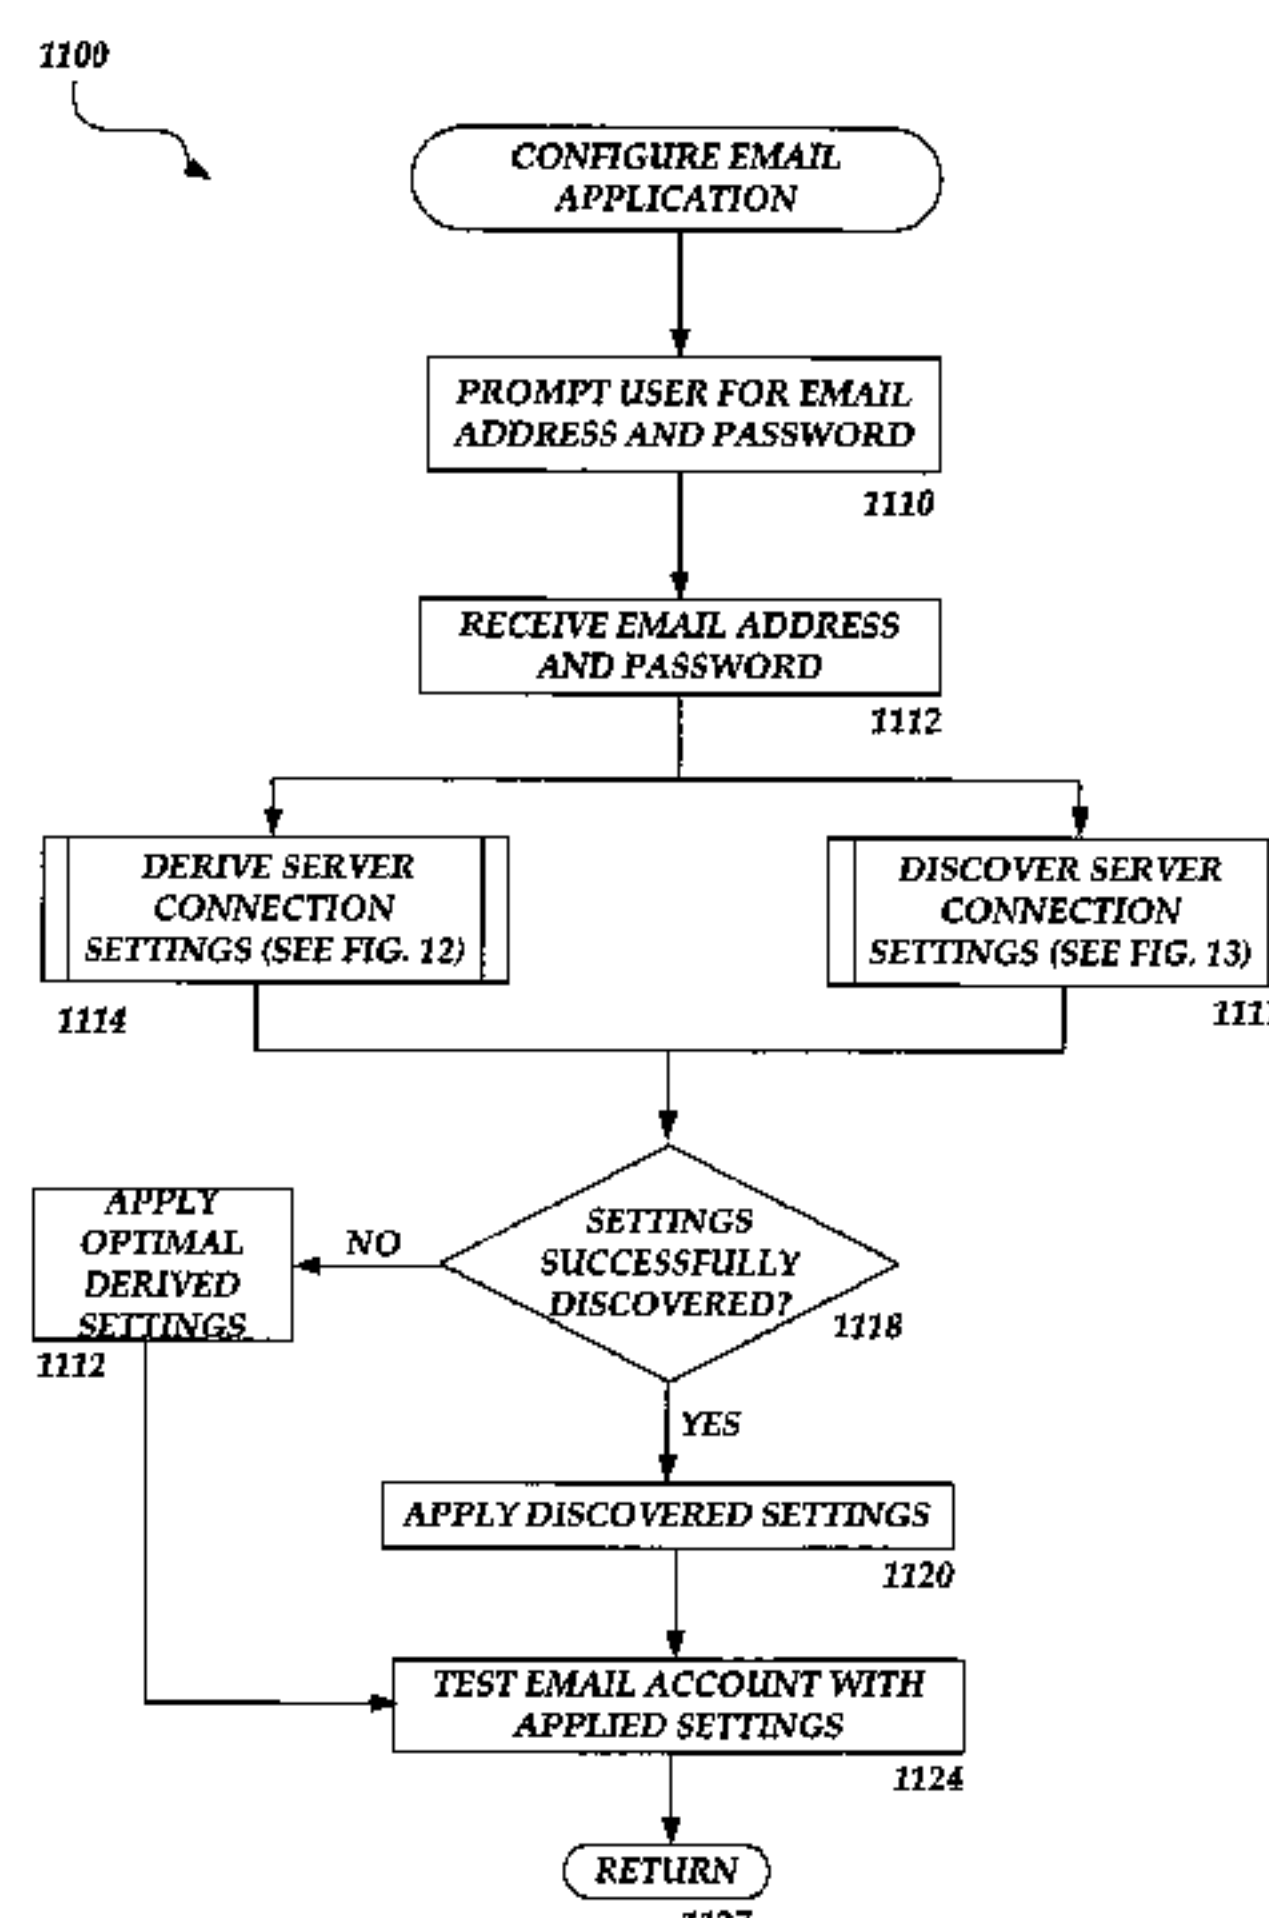 1100
CONFIGURE EMAIL
APPLICATION
PROMPT USER FOR EMAIL
ADDRESS AND PASSWORD
1110
RECEIVE EMAIL ADDRESS
AND PASSWORD
1112
DERIVE SERVER
CONNECTION
SETTINGS (SEE FIG. 12)
1114
DISCOVER SERVER
CONNECTION
SETTINGS (SEE FIG. 13)
SETTINGS
SUCCESSFULLY
DISCOVERED?
1118
NO
APPLY
OPTIMAL
DERIVED
SETTINGS
1112
YES
APPLY DISCOVERED SETTINGS
1120
TEST EMAIL ACCOUNT WITH
APPLIED SETTINGS
1124
RETURN